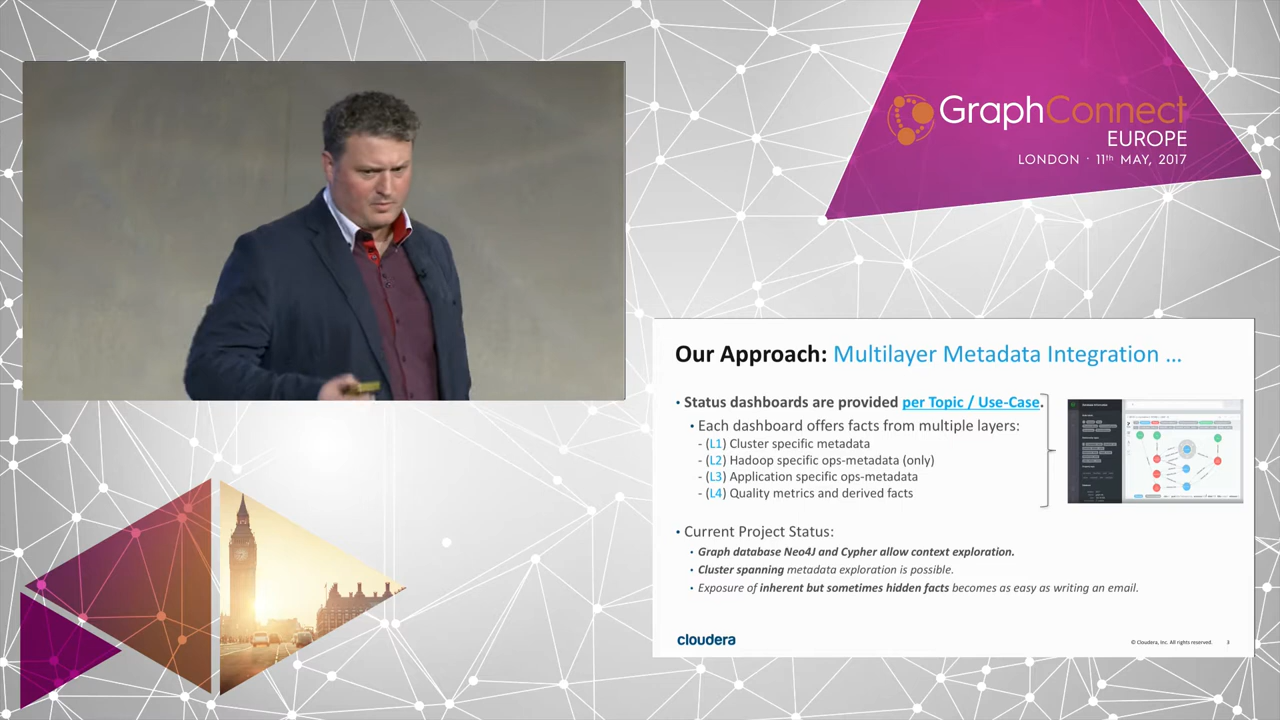 GraphConnect
EUROPE
LONDON · 11th MAY, 2017
Our Approach: Multilayer Metadata Integration ...
• Status dashboards are provided per Topic / Use-Case.
• Each dashboard offers facts from multiple layers:
- (L1) Cluster specific metadata
- (L2) Hadoop specific ops-metadata (only)
- (L3) Application specific ops-metadata
- (L4) Quality metrics and derived facts
• Current Project Status:
• Graph database Neo4J and Cypher allow context exploration.
• Cluster spanning metadata exploration is possible.
• Exposure of inherent but sometimes hidden facts becomes as easy as writing an email.
cloudera
© Cloudera, Inc. All rights reserved. 3